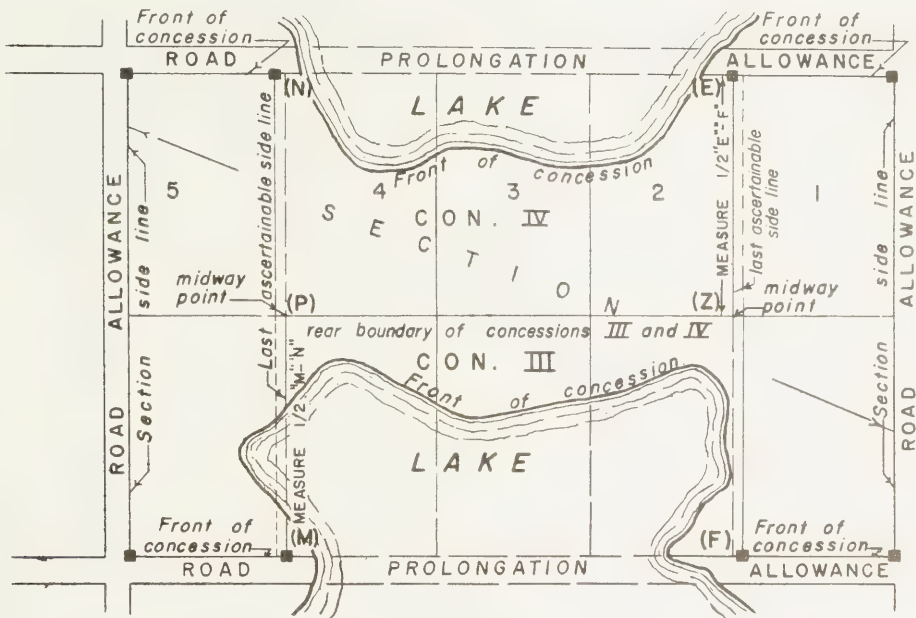 Front of
concession
ROAD
PROLONGATION
Front of
concession
ALLOWANCE
(N)
(E)
LAKE
Front of concession
5
4
3
2
1
SECTION
CON. IV
ROAD ALLOWANCE
Section side line
Last ascertainable side line
MEASURE 1/2 "E"-"F"
last ascertainable
side line
Section side line
ROAD ALLOWANCE
midway
point
(P)
(Z)
midway
point
rear boundary of concessions III and IV
CON. III
Front of concession
MEASURE 1/2 "M"-"N"
LAKE
Front of
concession
(M)
(F)
Front of
concession
ROAD
PROLONGATION
ALLOWANCE